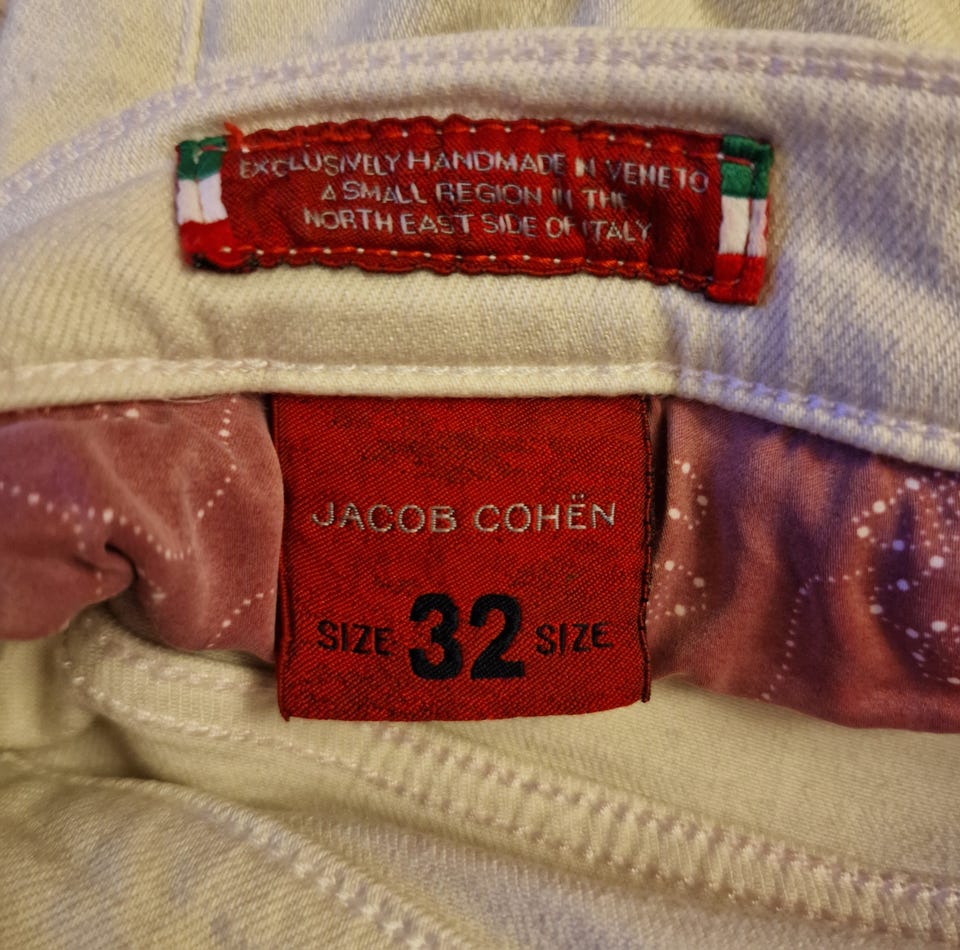 EXCLUSIVELY HANDMADE IN VENETO
A SMALL REGION IN THE
NORTH EAST SIDE OF ITALY
JACOB COHËN
SIZE 32 SIZE